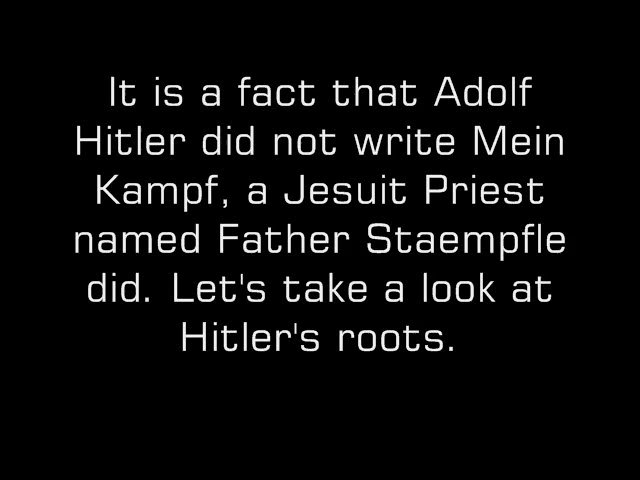 It is a fact that Adolf
Hitler did not write Mein
Kampf, a Jesuit Priest
named Father Staempfle
did. Let's take a look at
Hitler's roots.